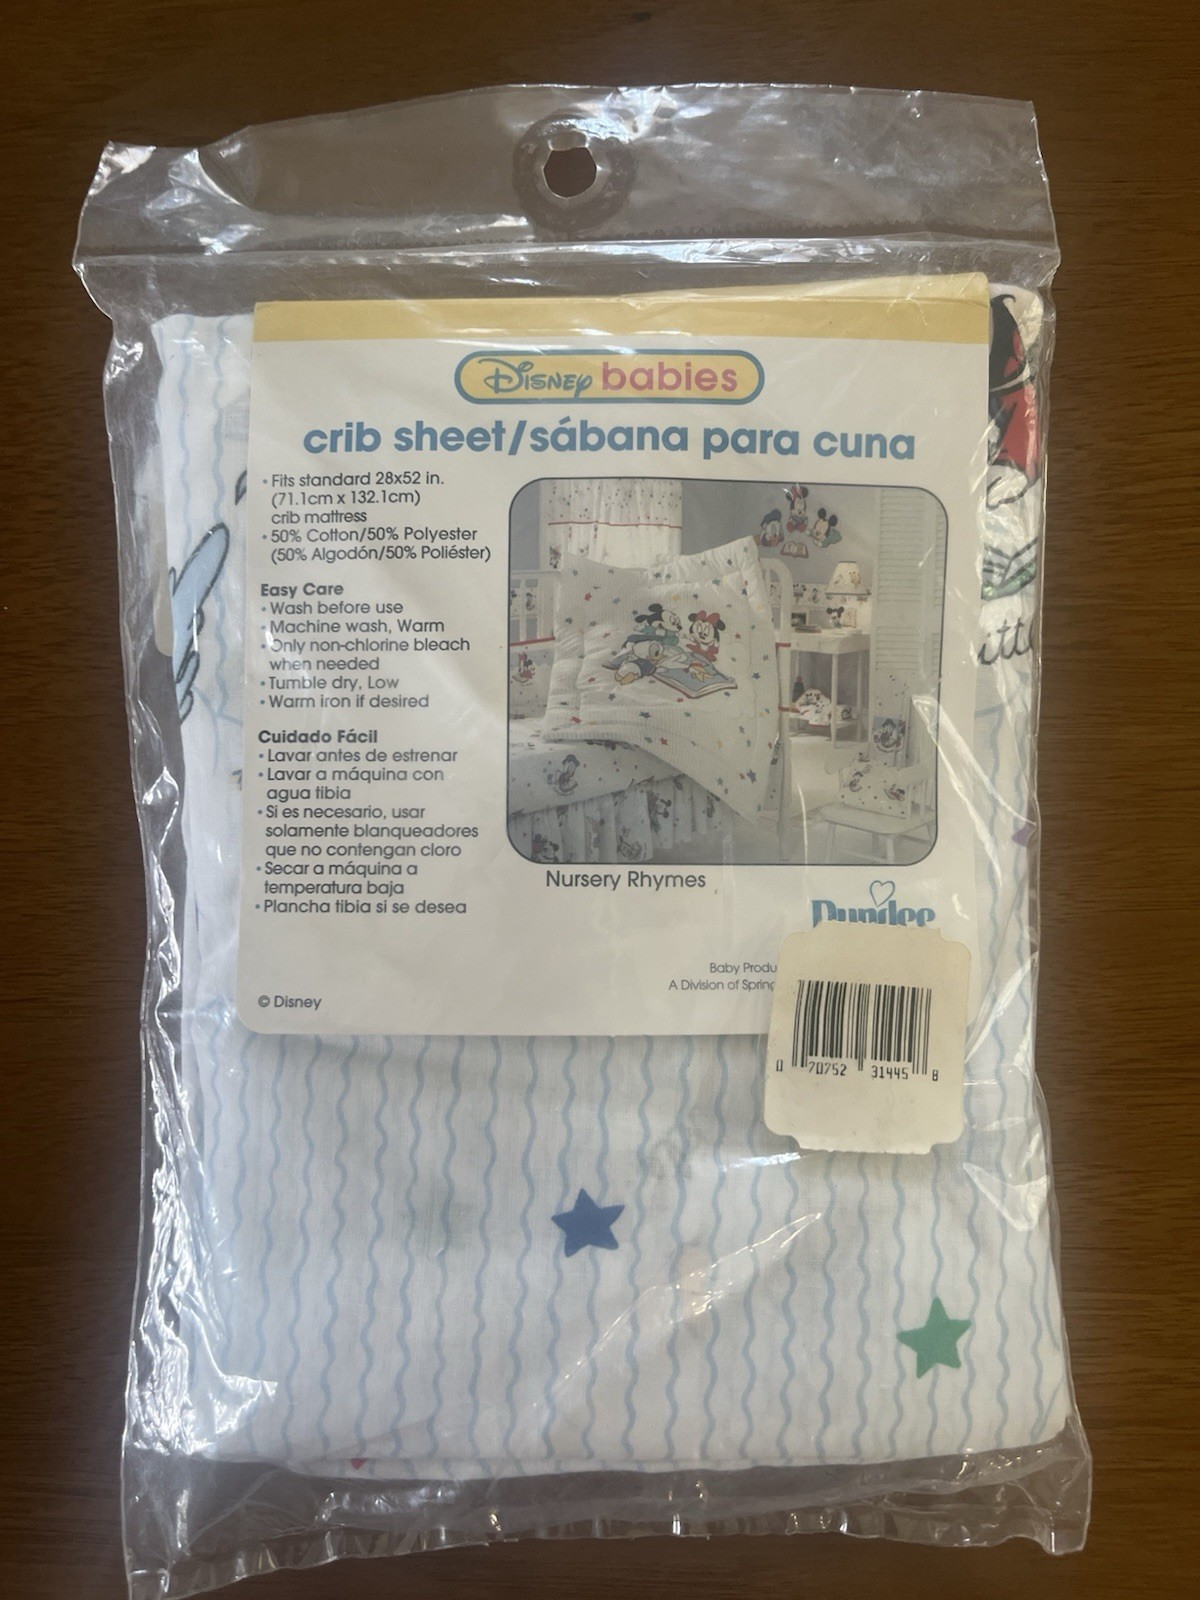 Disney babies
crib sheet/sábana para cuna
• Fits standard 28x52 in.
(71.1cm x 132.1cm)
crib mattress
• 50% Cotton/50% Polyester
(50% Algodón/50% Poliéster)
Easy Care
• Wash before use
• Machine wash, Warm
• Only non-chlorine bleach
when needed
• Tumble dry, Low
• Warm iron if desired
Cuidado Fácil
• Lavar antes de estrenar
• Lavar a máquina con
agua tibia
• Si es necesario, usar
solamente blanqueadores
que no contengan cloro
• Secar a máquina a
temperatura baja
• Plancha tibia si se desea
Nursery Rhymes
Dundee
Baby Produ
A Division of Spring
© Disney
0 70752 31445 8